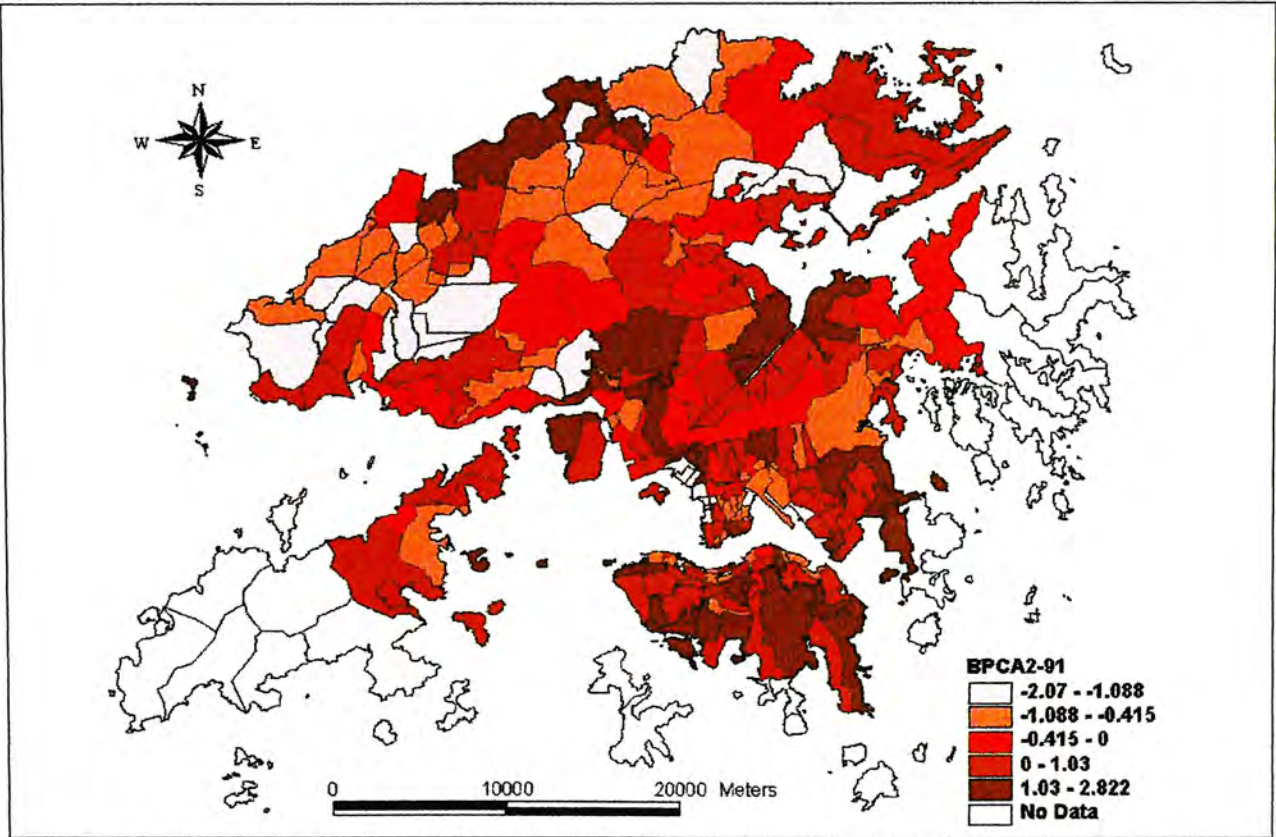 N
W E
S
BPCA2-91
-2.07 - -1.088
-1.088 - -0.415
-0.415 - 0
0 - 1.03
1.03 - 2.822
No Data
0 10000 20000 Meters